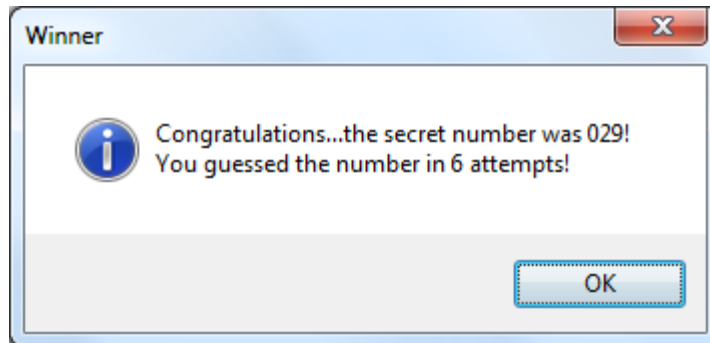 Winner
Congratulations...the secret number was 029!
You guessed the number in 6 attempts!
OK